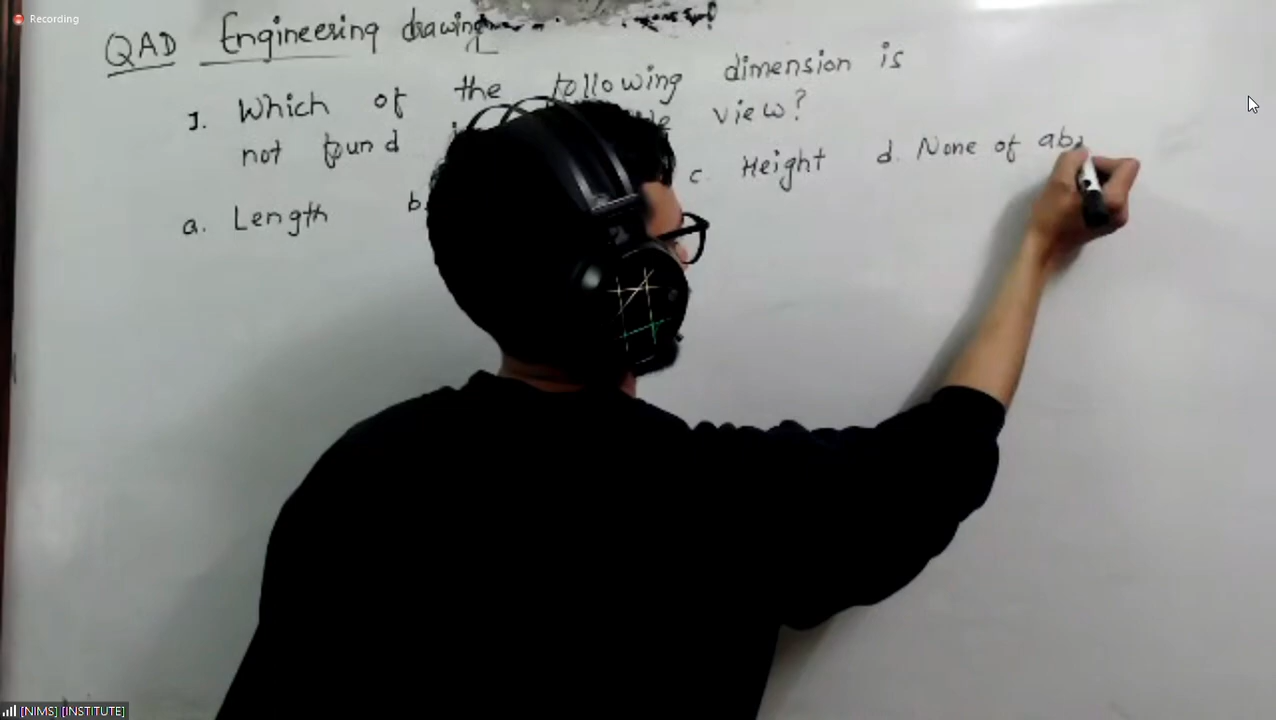 Recording
QAD Engineering drawing
1. Which of the following dimension is
not found view?
a. Length b. c. Height d. None of abo
[NIMS] [INSTITUTE]